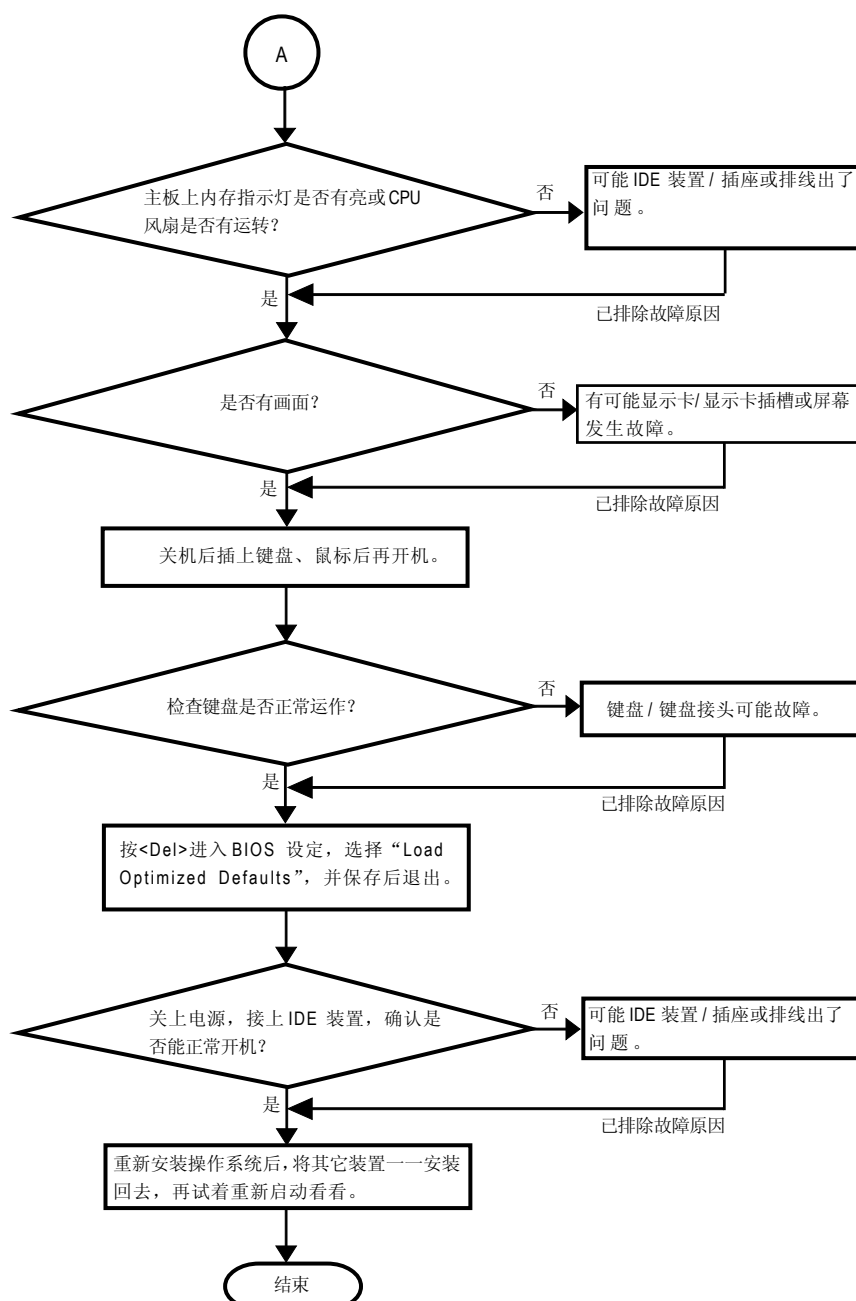 A
主板上内存指示灯是否有亮或CPU
风扇是否有运转?
否
可能 IDE 装置 / 插座或排线出了
问题。
是
已排除故障原因
是否有画面?
否
有可能显示卡/ 显示卡插槽或屏幕
发生故障。
是
已排除故障原因
关机后插上键盘、鼠标后再开机。
检查键盘是否正常运作?
否
键盘 / 键盘接头可能故障。
是
已排除故障原因
按<Del>进入 BIOS 设定，选择“Load
Optimized Defaults”，并保存后退出。
关上电源，接上 IDE 装置，确认是
否能正常开机?
否
可能 IDE 装置 / 插座或排线出了
问题。
是
已排除故障原因
重新安装操作系统后，将其它装置一一安装
回去，再试着重新启动看看。
结束